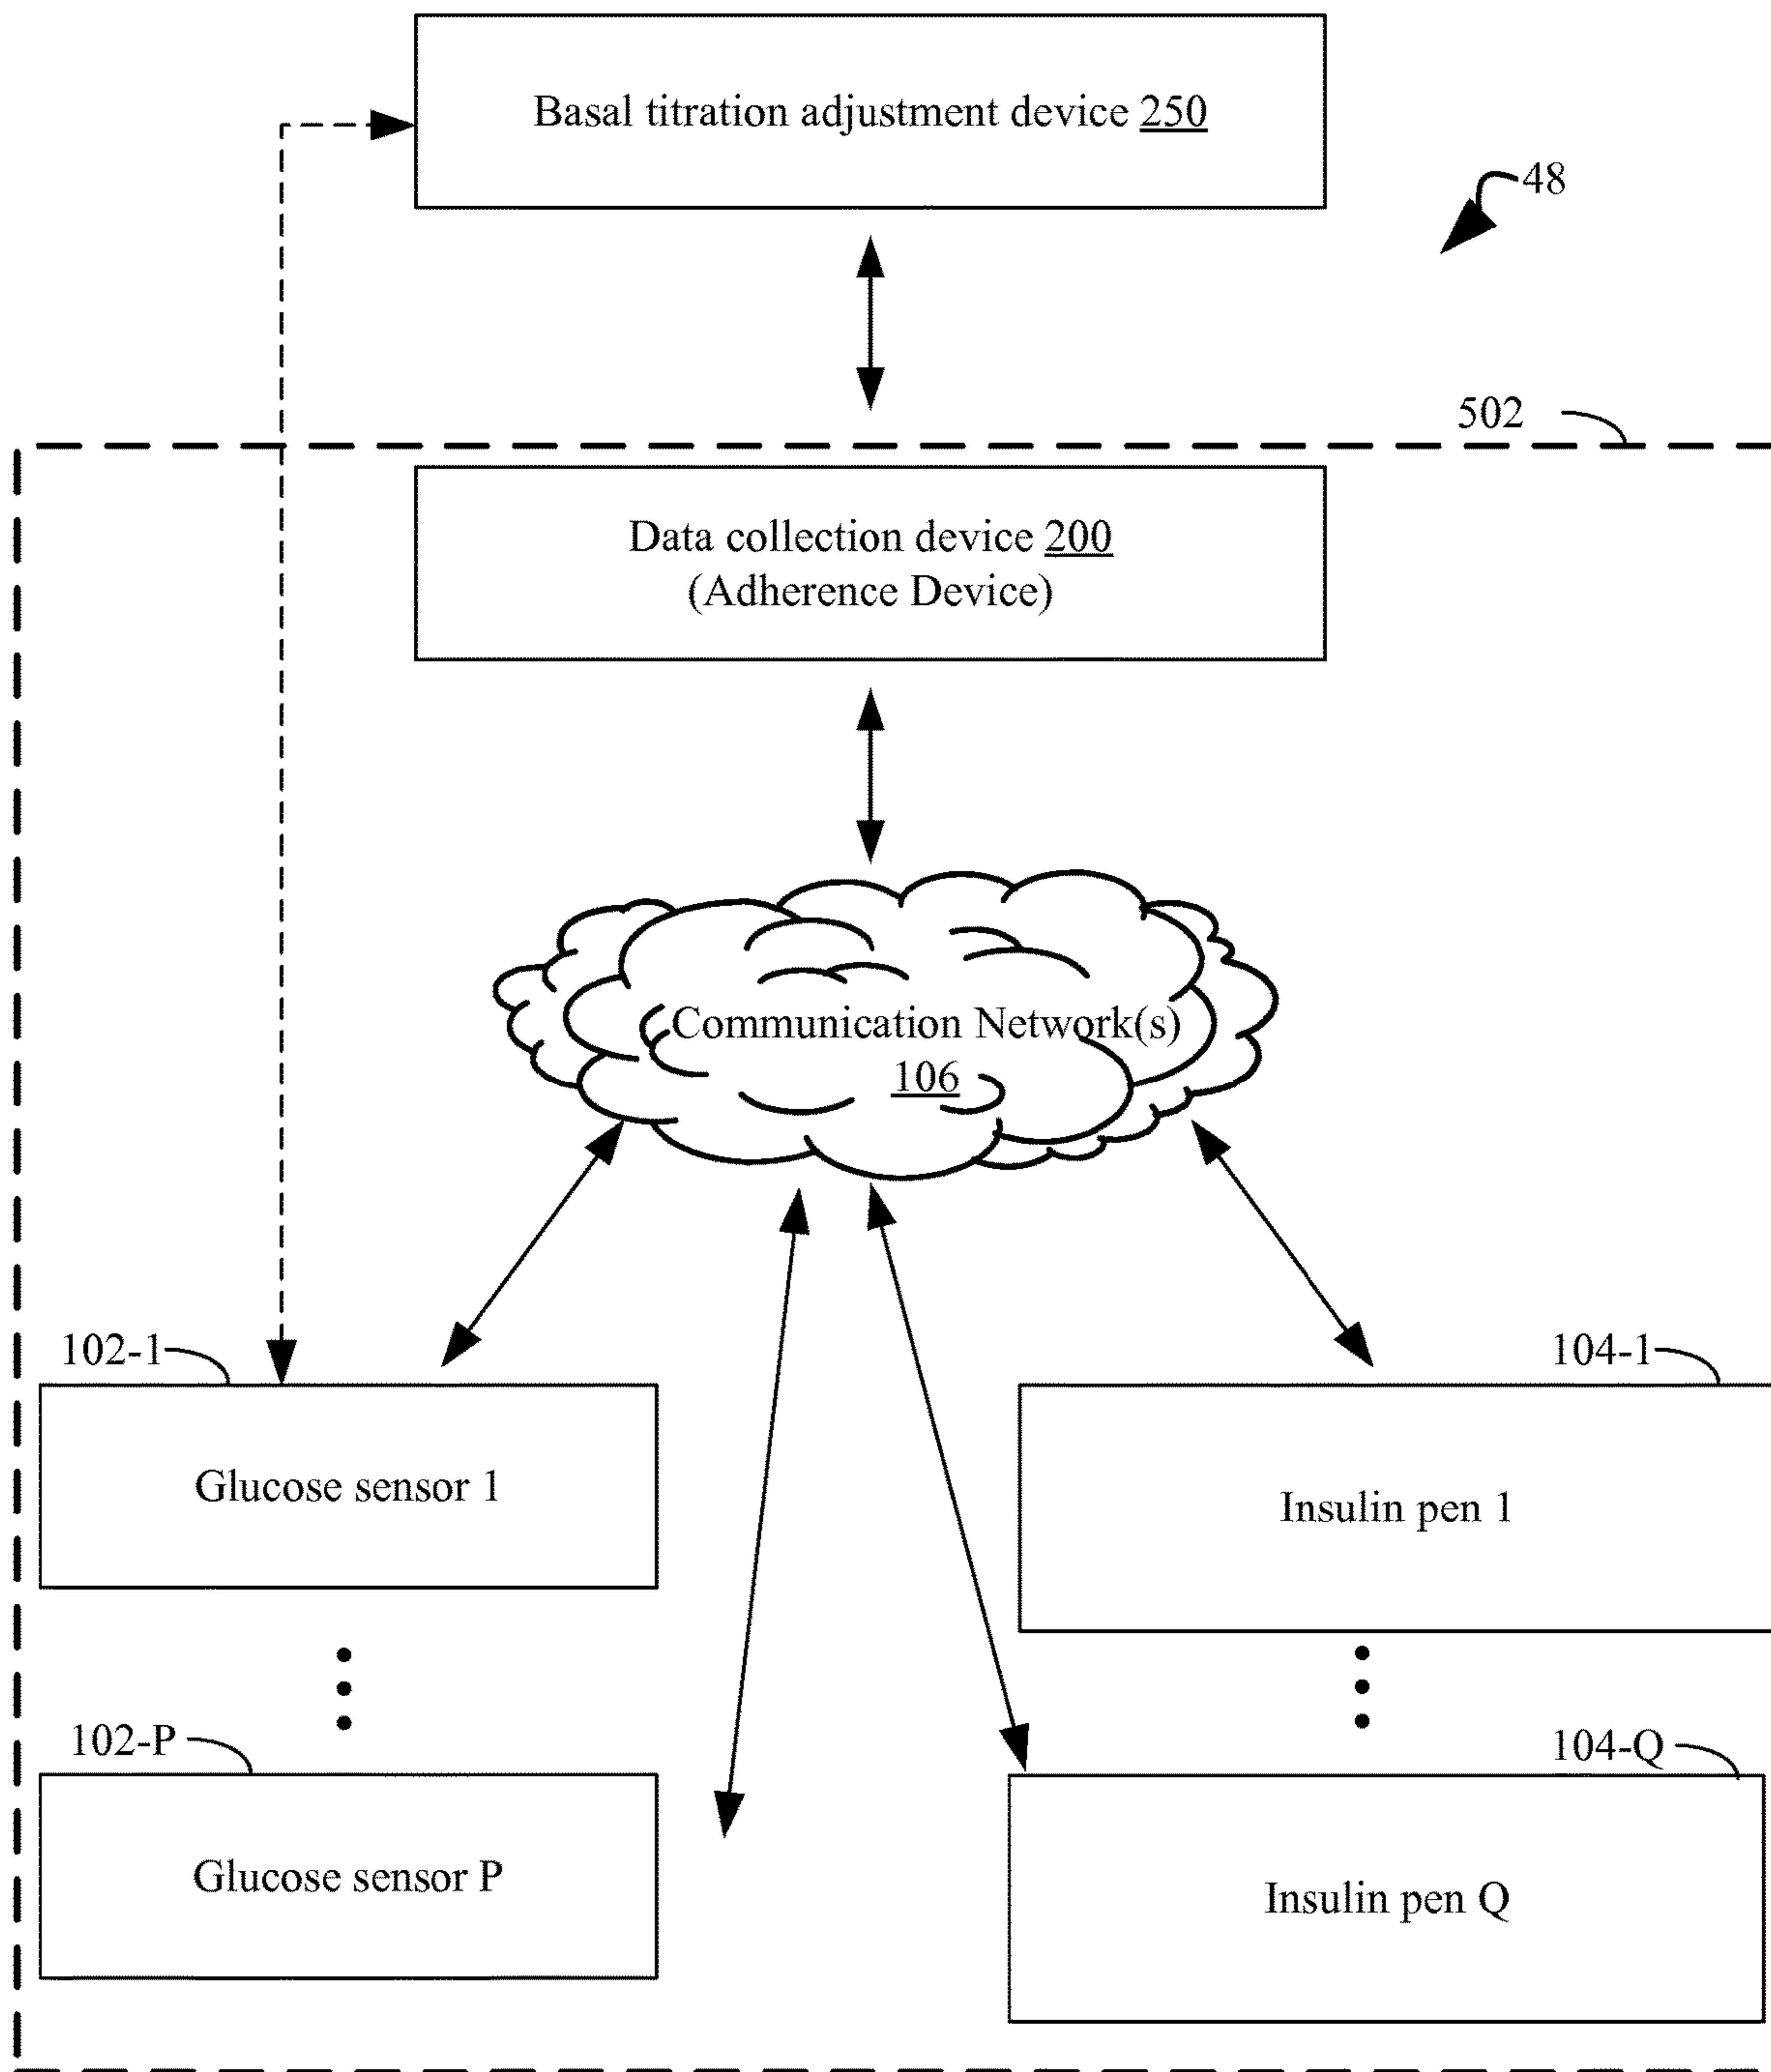 Basal titration adjustment device 250
48
502
Data collection device 200
(Adherence Device)
Communication Network(s)
106
102-1
104-1
Glucose sensor 1
Insulin pen 1
102-P
104-Q
Glucose sensor P
Insulin pen Q